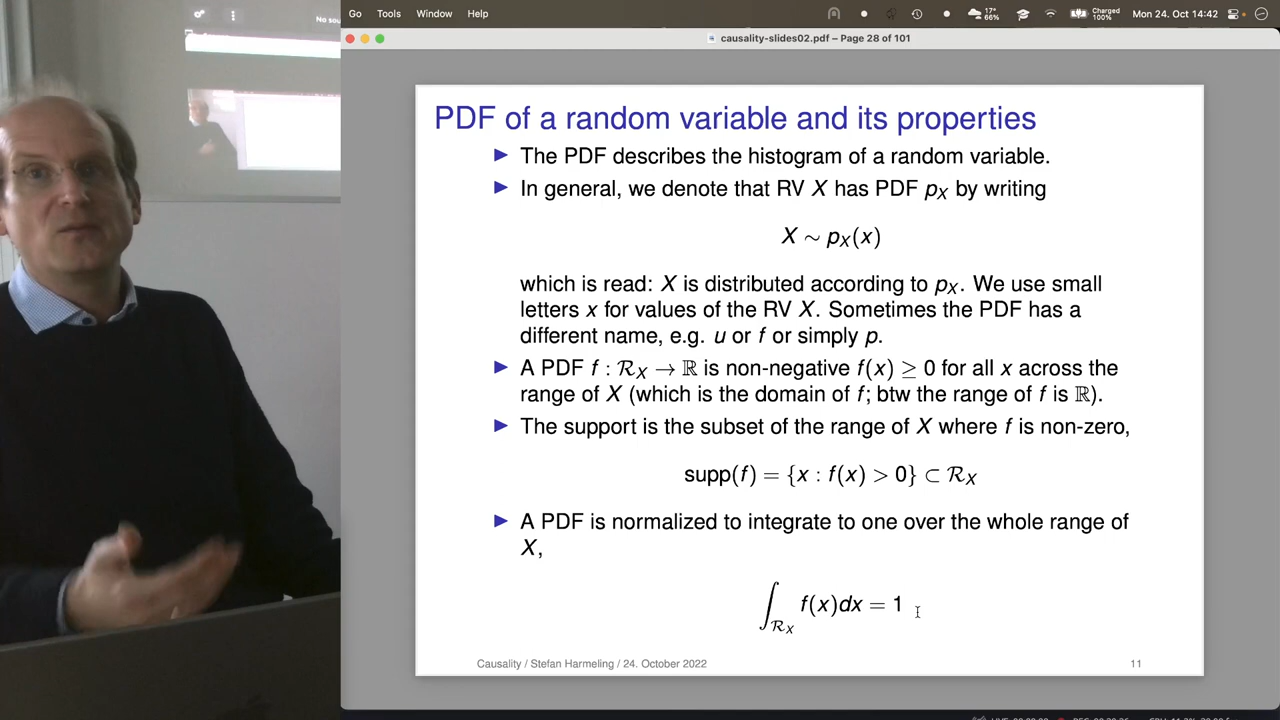 No sou
Go Tools Window Help 17° 66% Charged 100% Mon 24. Oct 14:42
causality-slides02.pdf – Page 28 of 101
PDF of a random variable and its properties
▶ The PDF describes the histogram of a random variable.
▶ In general, we denote that RV X has PDF p_X by writing
X ∼ p_X(x)
which is read: X is distributed according to p_X. We use small
letters x for values of the RV X. Sometimes the PDF has a
different name, e.g. u or f or simply p.
▶ A PDF f : R_X → ℝ is non-negative f(x) ≥ 0 for all x across the
range of X (which is the domain of f; btw the range of f is ℝ).
▶ The support is the subset of the range of X where f is non-zero,
supp(f) = {x : f(x) > 0} ⊂ R_X
▶ A PDF is normalized to integrate to one over the whole range of
X,
∫_{R_X} f(x)dx = 1
Causality / Stefan Harmeling / 24. October 2022 11